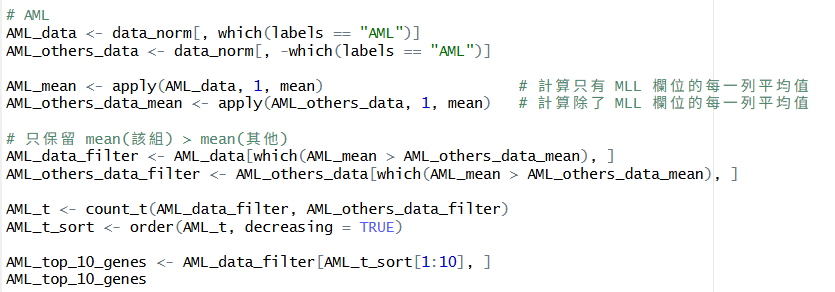 # AML
AML_data <- data_norm[, which(labels == "AML")]
AML_others_data <- data_norm[, -which(labels == "AML")]
AML_mean <- apply(AML_data, 1, mean) # 計算只有 MLL 欄位的每一列平均值
AML_others_data_mean <- apply(AML_others_data, 1, mean) # 計算除了 MLL 欄位的每一列平均值
# 只保留 mean(該組) > mean(其他)
AML_data_filter <- AML_data[which(AML_mean > AML_others_data_mean), ]
AML_others_data_filter <- AML_others_data[which(AML_mean > AML_others_data_mean), ]
AML_t <- count_t(AML_data_filter, AML_others_data_filter)
AML_t_sort <- order(AML_t, decreasing = TRUE)
AML_top_10_genes <- AML_data_filter[AML_t_sort[1:10], ]
AML_top_10_genes